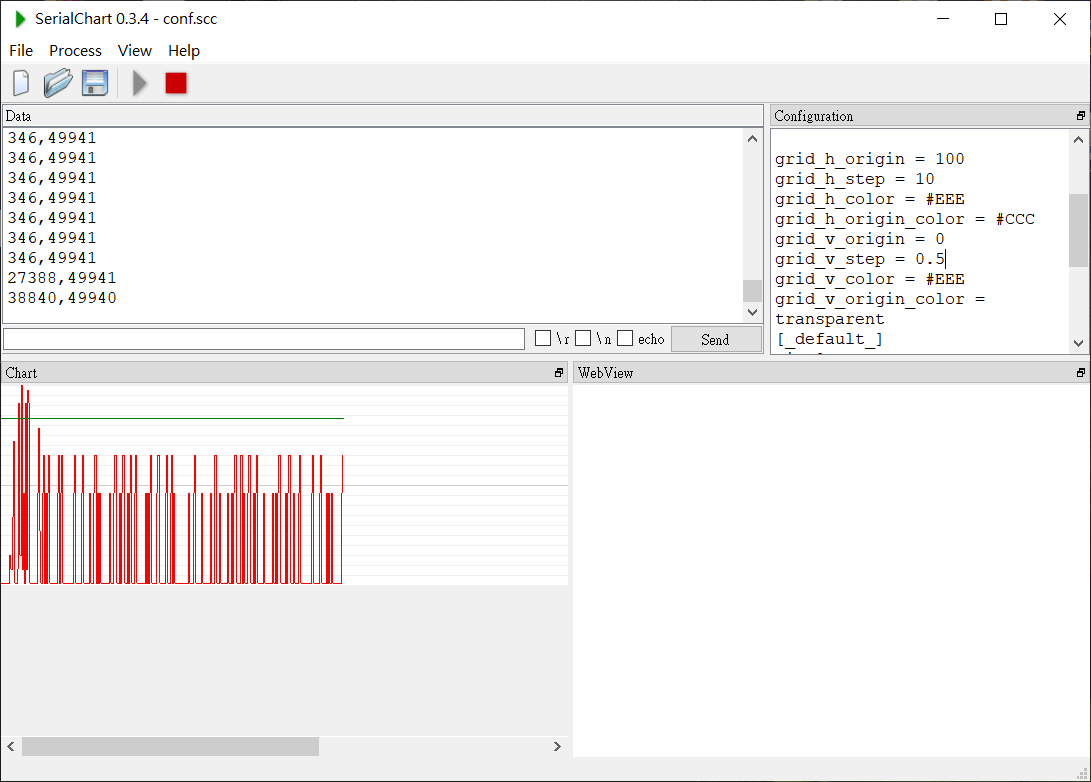 SerialChart 0.3.4 - conf.scc
File Process View Help
Data
346,49941
346,49941
346,49941
346,49941
346,49941
346,49941
346,49941
27388,49941
38840,49940
\r \n echo Send
Configuration
grid_h_origin = 100
grid_h_step = 10
grid_h_color = #EEE
grid_h_origin_color = #CCC
grid_v_origin = 0
grid_v_step = 0.5
grid_v_color = #EEE
grid_v_origin_color =
transparent
[_default_]
Chart
WebView